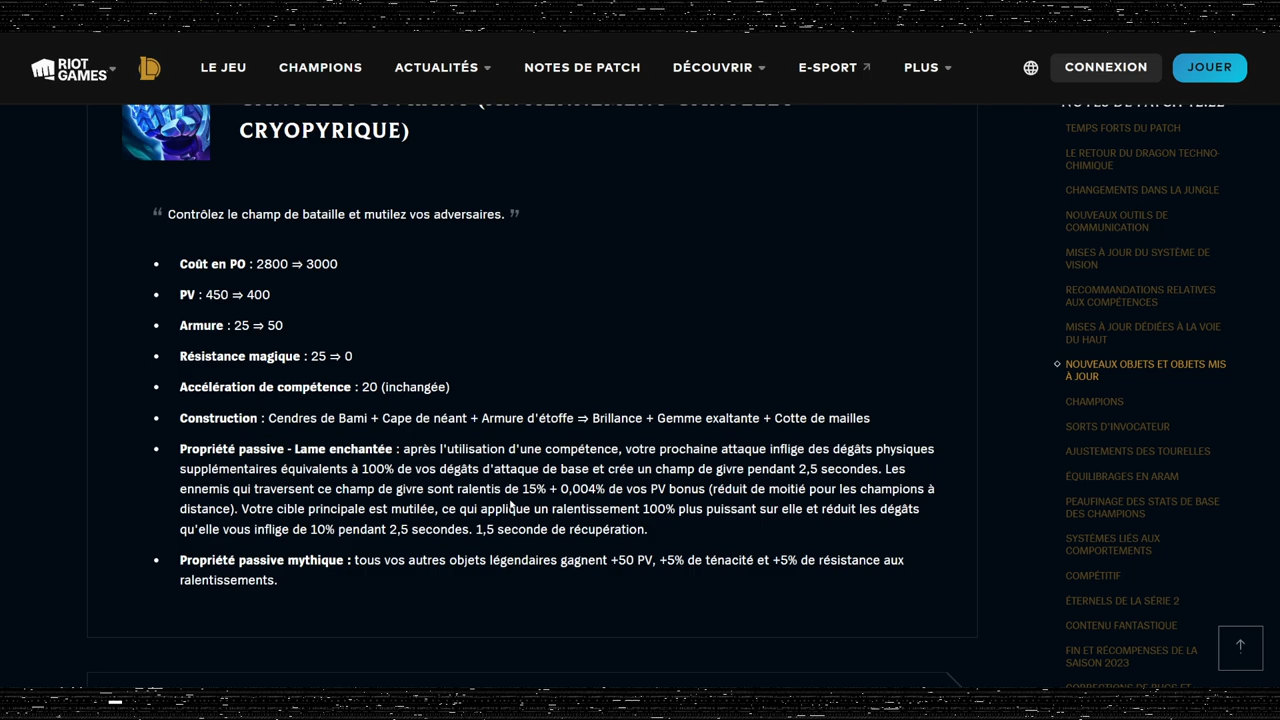 RIOT GAMES
LE JEU
CHAMPIONS
ACTUALITÉS
NOTES DE PATCH
DÉCOUVRIR
E-SPORT
PLUS
CONNEXION
JOUER
CRYOPYRIQUE)
Contrôlez le champ de bataille et mutilez vos adversaires.
• Coût en PO : 2800 ⇒ 3000
• PV : 450 ⇒ 400
• Armure : 25 ⇒ 50
• Résistance magique : 25 ⇒ 0
• Accélération de compétence : 20 (inchangée)
• Construction : Cendres de Bami + Cape de néant + Armure d'étoffe ⇒ Brillance + Gemme exaltante + Cotte de mailles
• Propriété passive - Lame enchantée : après l'utilisation d'une compétence, votre prochaine attaque inflige des dégâts physiques
supplémentaires équivalents à 100% de vos dégâts d'attaque de base et crée un champ de givre pendant 2,5 secondes. Les
ennemis qui traversent ce champ de givre sont ralentis de 15% + 0,004% de vos PV bonus (réduit de moitié pour les champions à
distance). Votre cible principale est mutilée, ce qui applique un ralentissement 100% plus puissant sur elle et réduit les dégâts
qu'elle vous inflige de 10% pendant 2,5 secondes. 1,5 seconde de récupération.
• Propriété passive mythique : tous vos autres objets légendaires gagnent +50 PV, +5% de ténacité et +5% de résistance aux
ralentissements.
TEMPS FORTS DU PATCH
LE RETOUR DU DRAGON TECHNO-
CHIMIQUE
CHANGEMENTS DANS LA JUNGLE
NOUVEAUX OUTILS DE
COMMUNICATION
MISES À JOUR DU SYSTÈME DE
VISION
RECOMMANDATIONS RELATIVES
AUX COMPÉTENCES
MISES À JOUR DÉDIÉES À LA VOIE
DU HAUT
NOUVEAUX OBJETS ET OBJETS MIS
À JOUR
CHAMPIONS
SORTS D'INVOCATEUR
AJUSTEMENTS DES TOURELLES
ÉQUILIBRAGES EN ARAM
PEAUFINAGE DES STATS DE BASE
DES CHAMPIONS
SYSTÈMES LIÉS AUX
COMPORTEMENTS
COMPÉTITIF
ÉTERNELS DE LA SÉRIE 2
CONTENU FANTASTIQUE
FIN ET RÉCOMPENSES DE LA
SAISON 2023